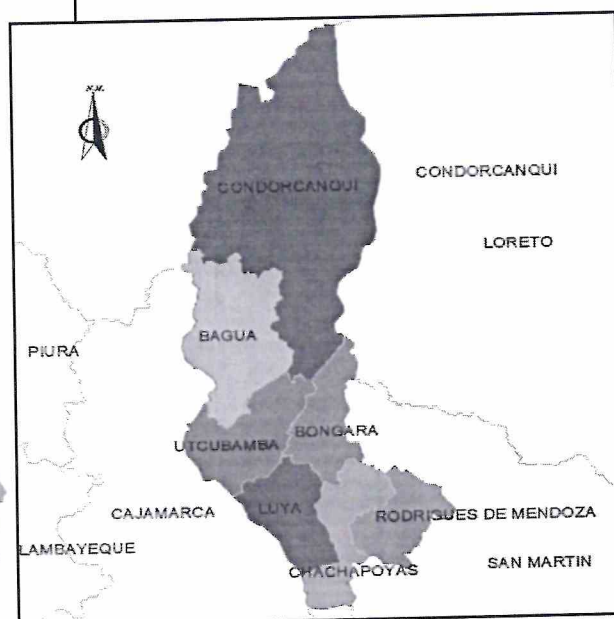 N.M.
CONDORCANQUI
CONDORCANQUI
LORETO
BAGUA
PIURA
BONGARA
UTCUBAMBA
CAJAMARCA
LUYA
RODRIGUES DE MENDOZA
LAMBAYEQUE
CHACHAPOYAS
SAN MARTIN